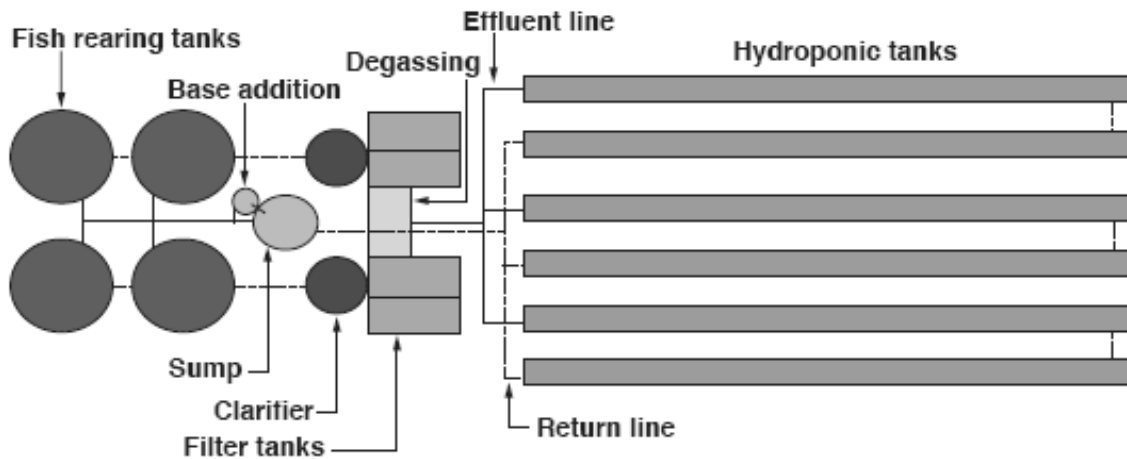 Effluent line
Fish rearing tanks
Hydroponic tanks
Degassing
Base addition
Sump
Clarifier
Return line
Filter tanks